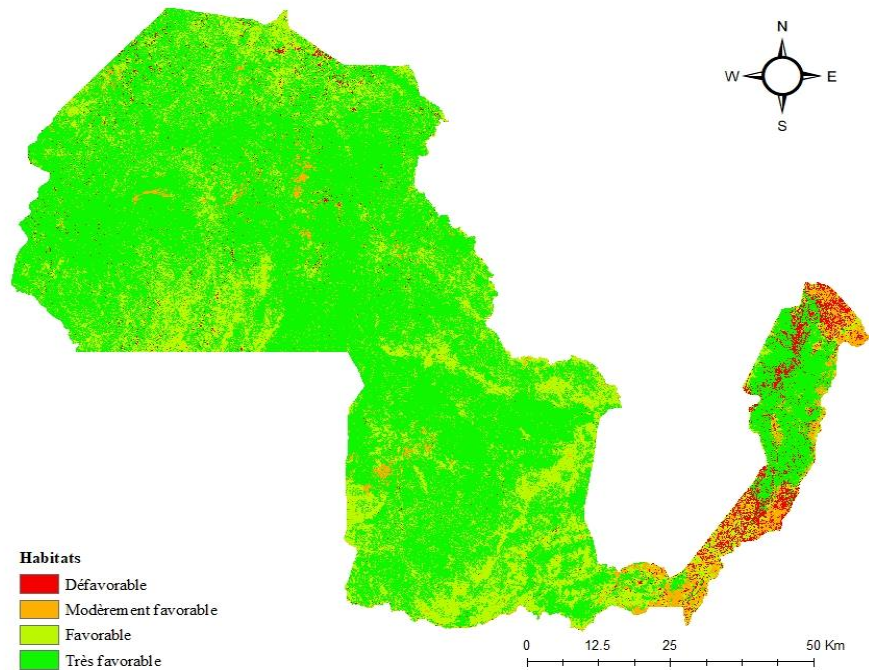 N
W E
S
Habitats
Défavorable
Modèrement favorable
Favorable
Très favorable
0 12.5 25 50 Km